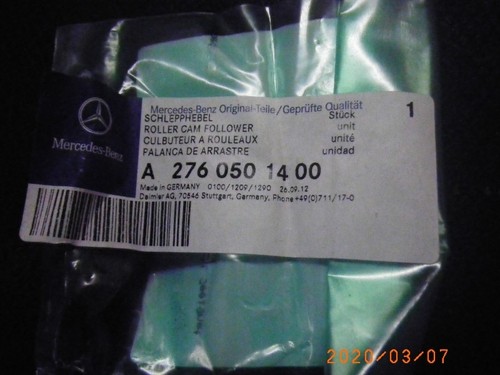 Mercedes-Benz
Mercedes-Benz Original-Teile/Geprüfte Qualität
SCHLEPPHEBEL Stück 1
ROLLER CAM FOLLOWER unit
CULBUTEUR A ROULEAUX unité
PALANCA DE ARRASTRE unidad
A 276 050 14 00
Made in GERMANY 0100/1209/1290 26.09.12
Daimler AG, 70546 Stuttgart, Germany, Phone +49(0)711/17-0
2020/03/07